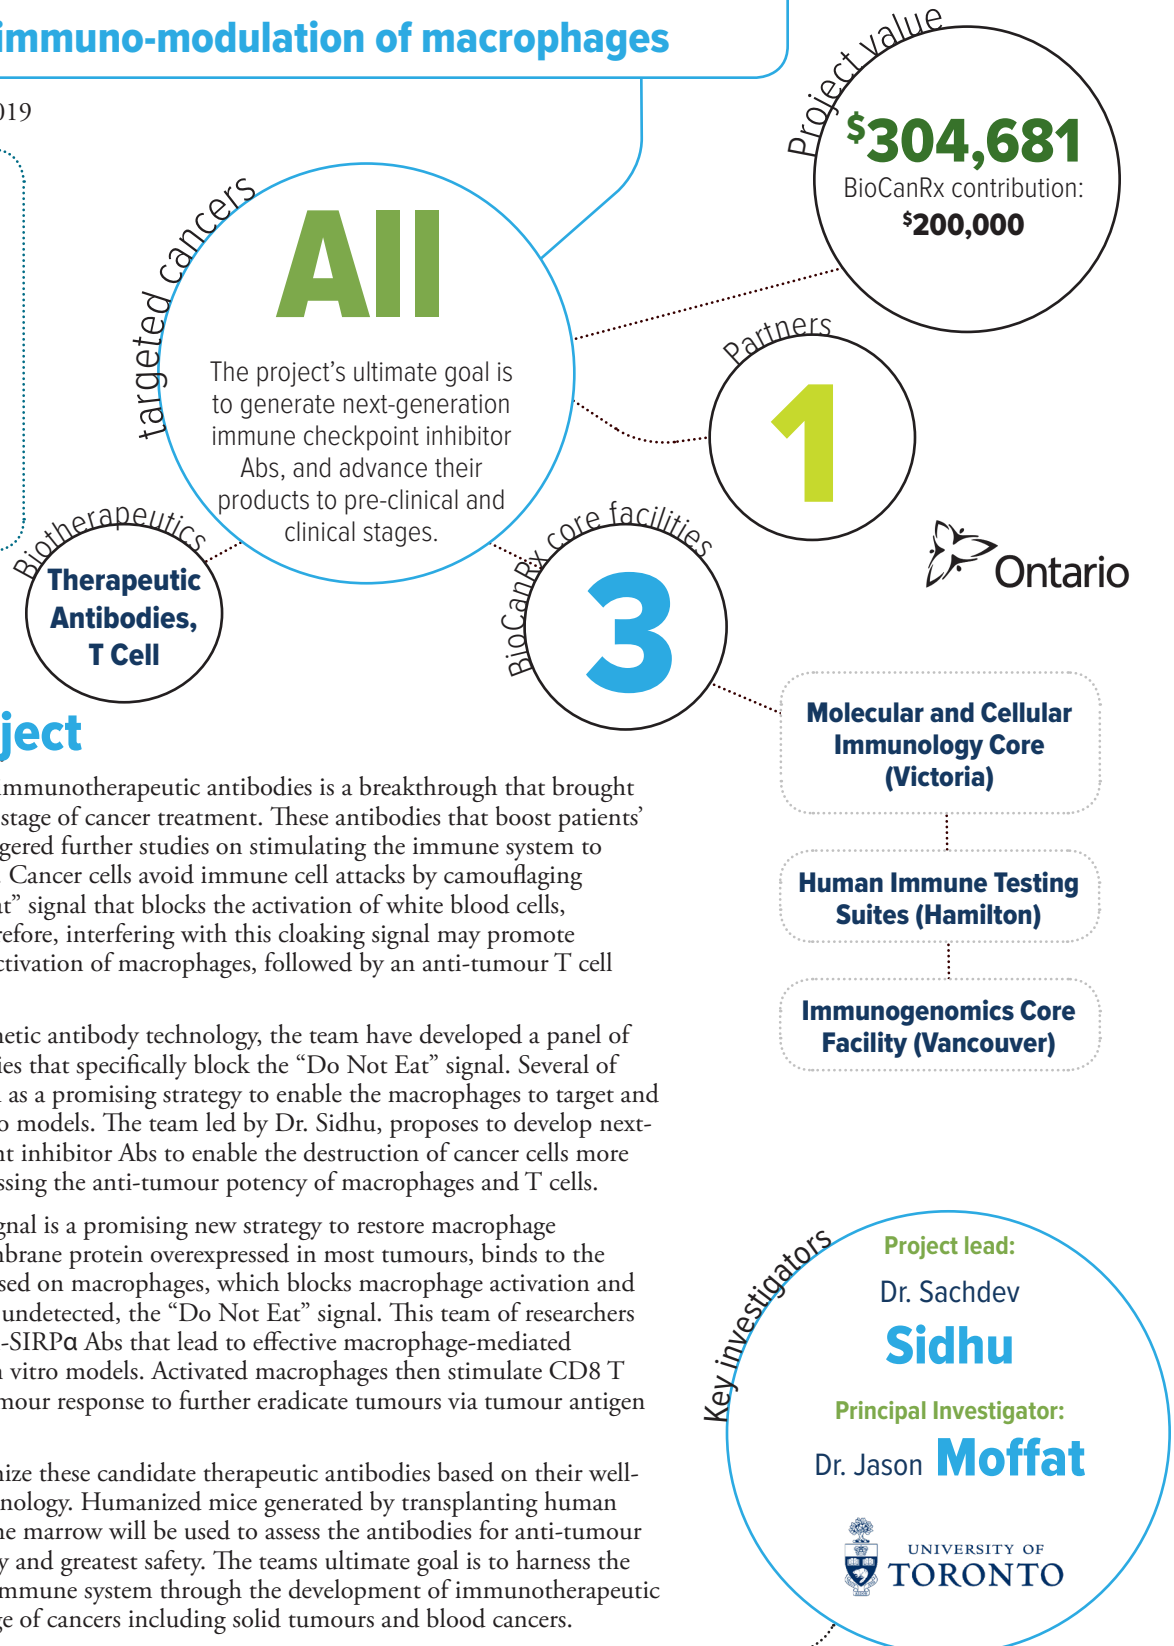 immuno-modulation of macrophages
019
Project value
$304,681
BioCanRx contribution:
$200,000
targeted cancers
All
The project’s ultimate goal is
to generate next-generation
immune checkpoint inhibitor
Abs, and advance their
products to pre-clinical and
clinical stages.
Partners
1
Ontario
Biotherapeutics
Therapeutic
Antibodies,
T Cell
BioCanRx core facilities
3
Molecular and Cellular
Immunology Core
(Victoria)
Human Immune Testing
Suites (Hamilton)
Immunogenomics Core
Facility (Vancouver)
ject
immunotherapeutic antibodies is a breakthrough that brought
stage of cancer treatment. These antibodies that boost patients’
gered further studies on stimulating the immune system to
. Cancer cells avoid immune cell attacks by camouflaging
at” signal that blocks the activation of white blood cells,
refore, interfering with this cloaking signal may promote
ctivation of macrophages, followed by an anti-tumour T cell
netic antibody technology, the team have developed a panel of
ies that specifically block the “Do Not Eat” signal. Several of
as a promising strategy to enable the macrophages to target and
o models. The team led by Dr. Sidhu, proposes to develop next-
nt inhibitor Abs to enable the destruction of cancer cells more
ssing the anti-tumour potency of macrophages and T cells.
gnal is a promising new strategy to restore macrophage
nbrane protein overexpressed in most tumours, binds to the
sed on macrophages, which blocks macrophage activation and
undetected, the “Do Not Eat” signal. This team of researchers
-SIRPα Abs that lead to effective macrophage-mediated
n vitro models. Activated macrophages then stimulate CD8 T
mour response to further eradicate tumours via tumour antigen
nize these candidate therapeutic antibodies based on their well-
nology. Humanized mice generated by transplanting human
ne marrow will be used to assess the antibodies for anti-tumour
y and greatest safety. The teams ultimate goal is to harness the
mmune system through the development of immunotherapeutic
ge of cancers including solid tumours and blood cancers.
Key investigators
Project lead:
Dr. Sachdev
Sidhu
Principal Investigator:
Dr. Jason Moffat
UNIVERSITY OF
TORONTO